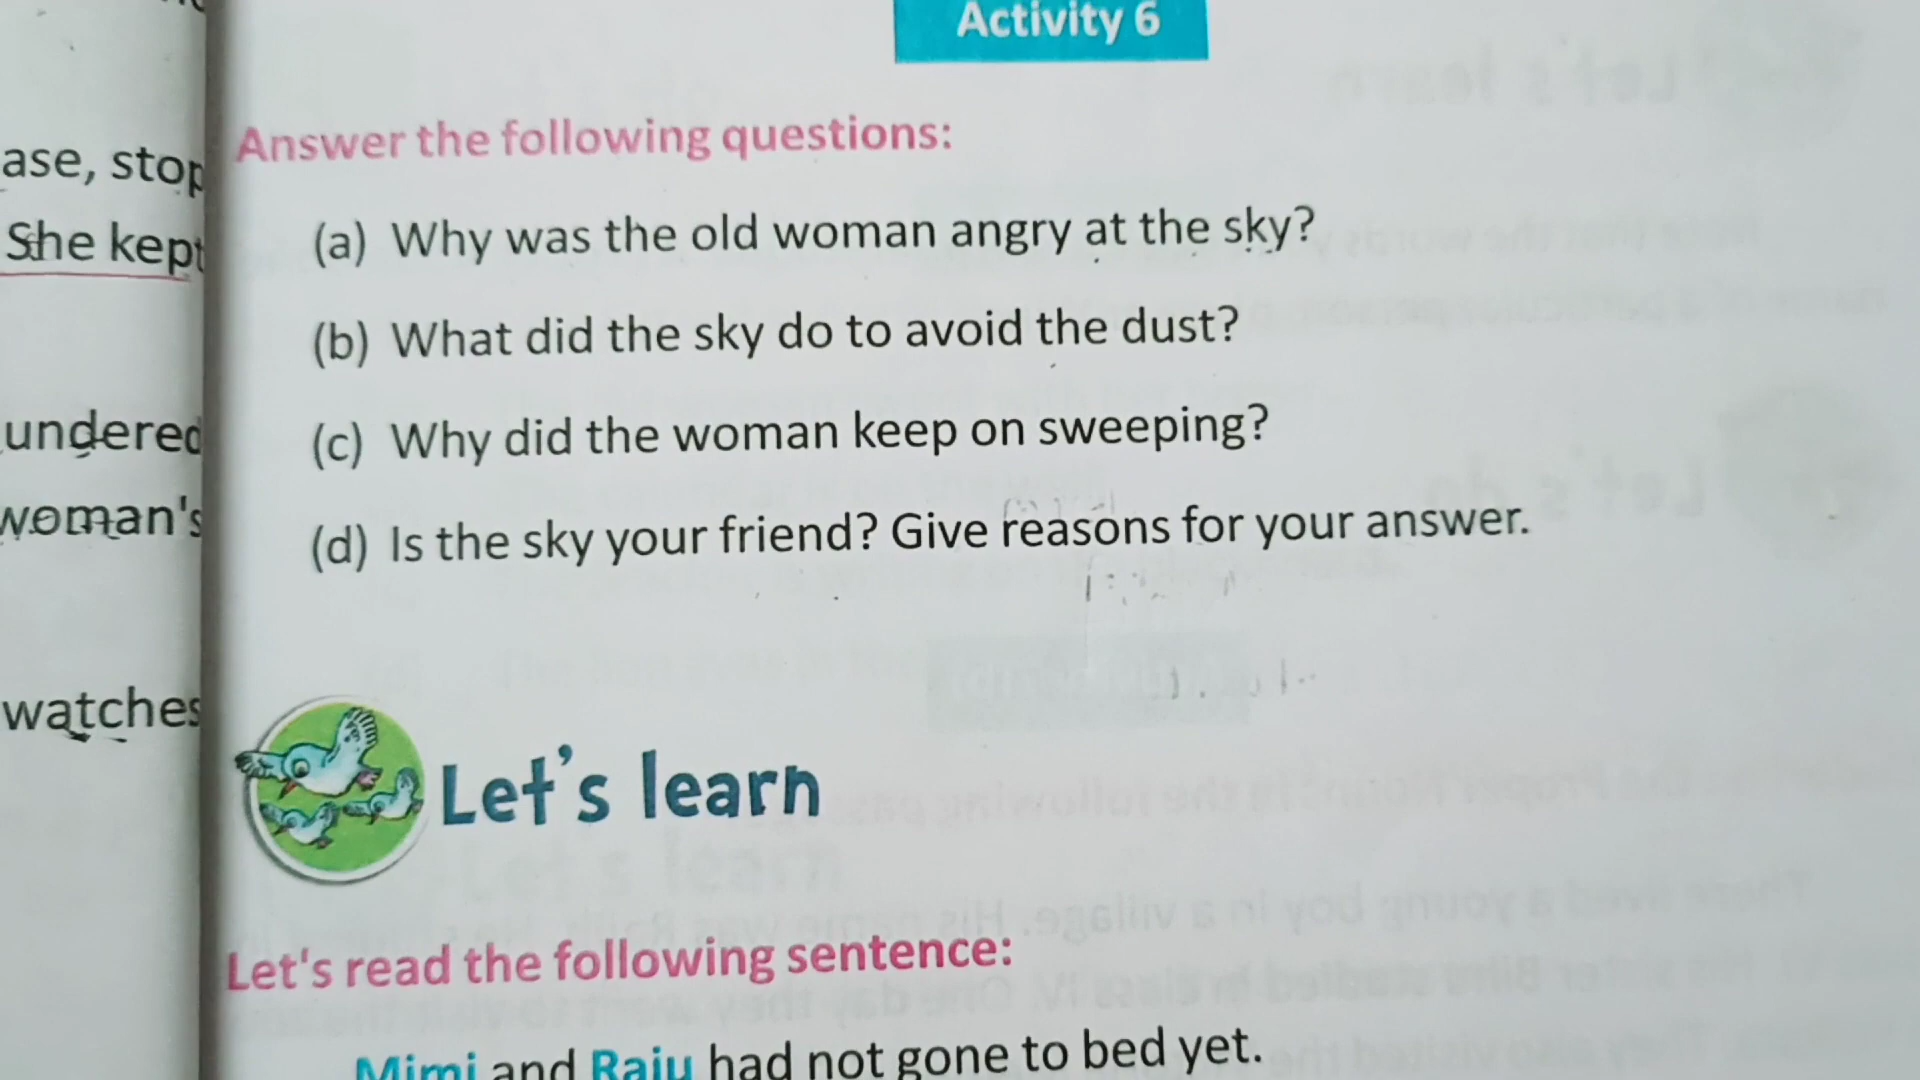 Activity 6
Answer the following questions:
(a) Why was the old woman angry at the sky?
(b) What did the sky do to avoid the dust?
(c) Why did the woman keep on sweeping?
(d) Is the sky your friend? Give reasons for your answer.
Let's learn
Let's read the following sentence:
Mimi and Raju had not gone to bed yet.
ase, stop
She kept
undered
woman's
watches